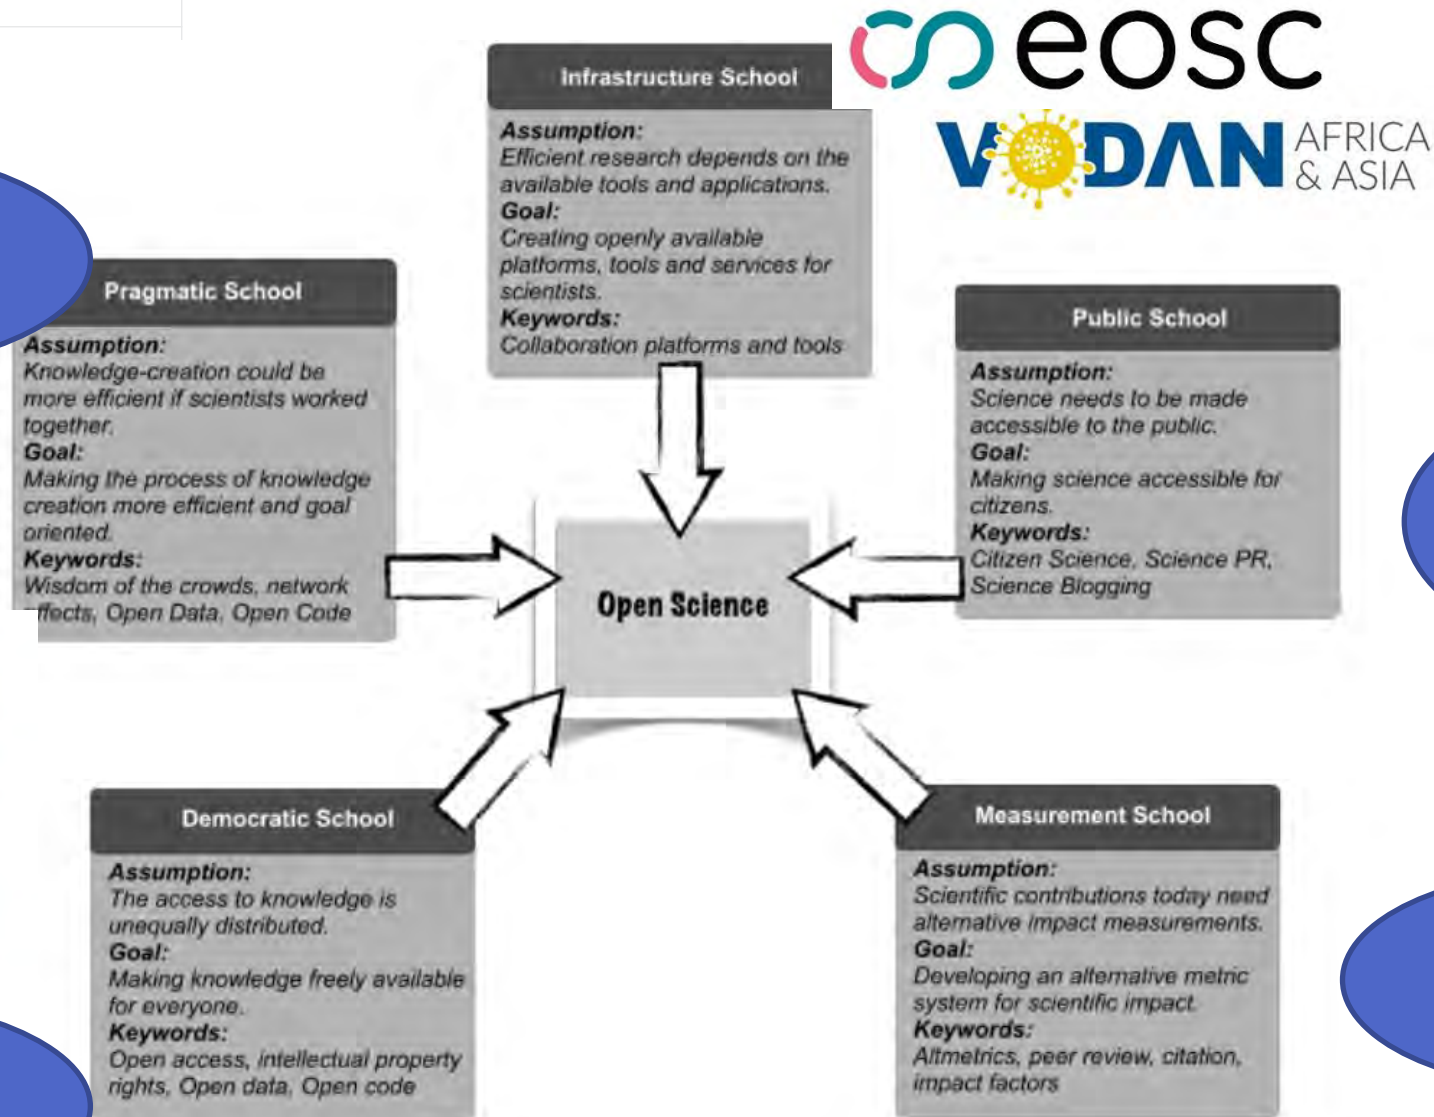 eosc
VODAN AFRICA
& ASIA
Infrastructure School
Assumption:
Efficient research depends on the
available tools and applications.
Goal:
Creating openly available
platforms, tools and services for
scientists.
Keywords:
Collaboration platforms and tools
Pragmatic School
Assumption:
Knowledge-creation could be
more efficient if scientists worked
together.
Goal:
Making the process of knowledge
creation more efficient and goal
oriented.
Keywords:
Wisdom of the crowds, network
ffects, Open Data, Open Code
Public School
Assumption:
Science needs to be made
accessible to the public.
Goal:
Making science accessible for
citizens.
Keywords:
Citizen Science, Science PR,
Science Blogging
Open Science
Democratic School
Assumption:
The access to knowledge is
unequally distributed.
Goal:
Making knowledge freely available
for everyone.
Keywords:
Open access, intellectual property
rights, Open data, Open code
Measurement School
Assumption:
Scientific contributions today need
alternative impact measurements.
Goal:
Developing an alternative metric
system for scientific impact.
Keywords:
Altmetrics, peer review, citation,
impact factors